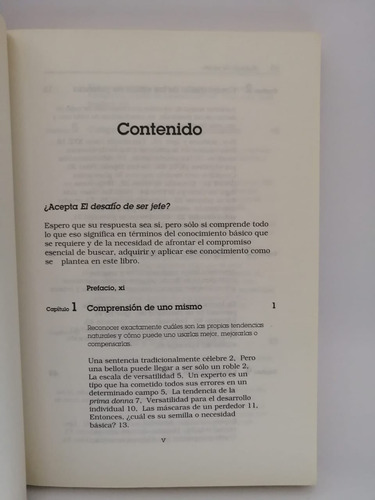 Contenido
¿Acepta El desafío de ser jefe?
Espero que su respuesta sea sí, pero sólo si comprende todo
lo que eso significa en términos del conocimiento básico que
se requiere y de la necesidad de afrontar el compromiso
esencial de buscar, adquirir y aplicar ese conocimiento como
se plantea en este libro.
Prefacio, xi
Capítulo 1 Comprensión de uno mismo 1
Reconocer exactamente cuáles son las propias tendencias
naturales y cómo puede uno usarlas mejor, mejorarlas o
compensarlas.
Una sentencia tradicionalmente célebre 2, Pero
una bellota puede llegar a ser sólo un roble 2,
La escala de versatilidad 5, Un experto es un
tipo que ha cometido todos sus errores en un
determinado campo 5, La tendencia de la
prima donna 7, Versatilidad para el desarrollo
individual 10, Las máscaras de un perdedor 11,
Entonces, ¿cuál es su semilla o necesidad
básica? 13.
v